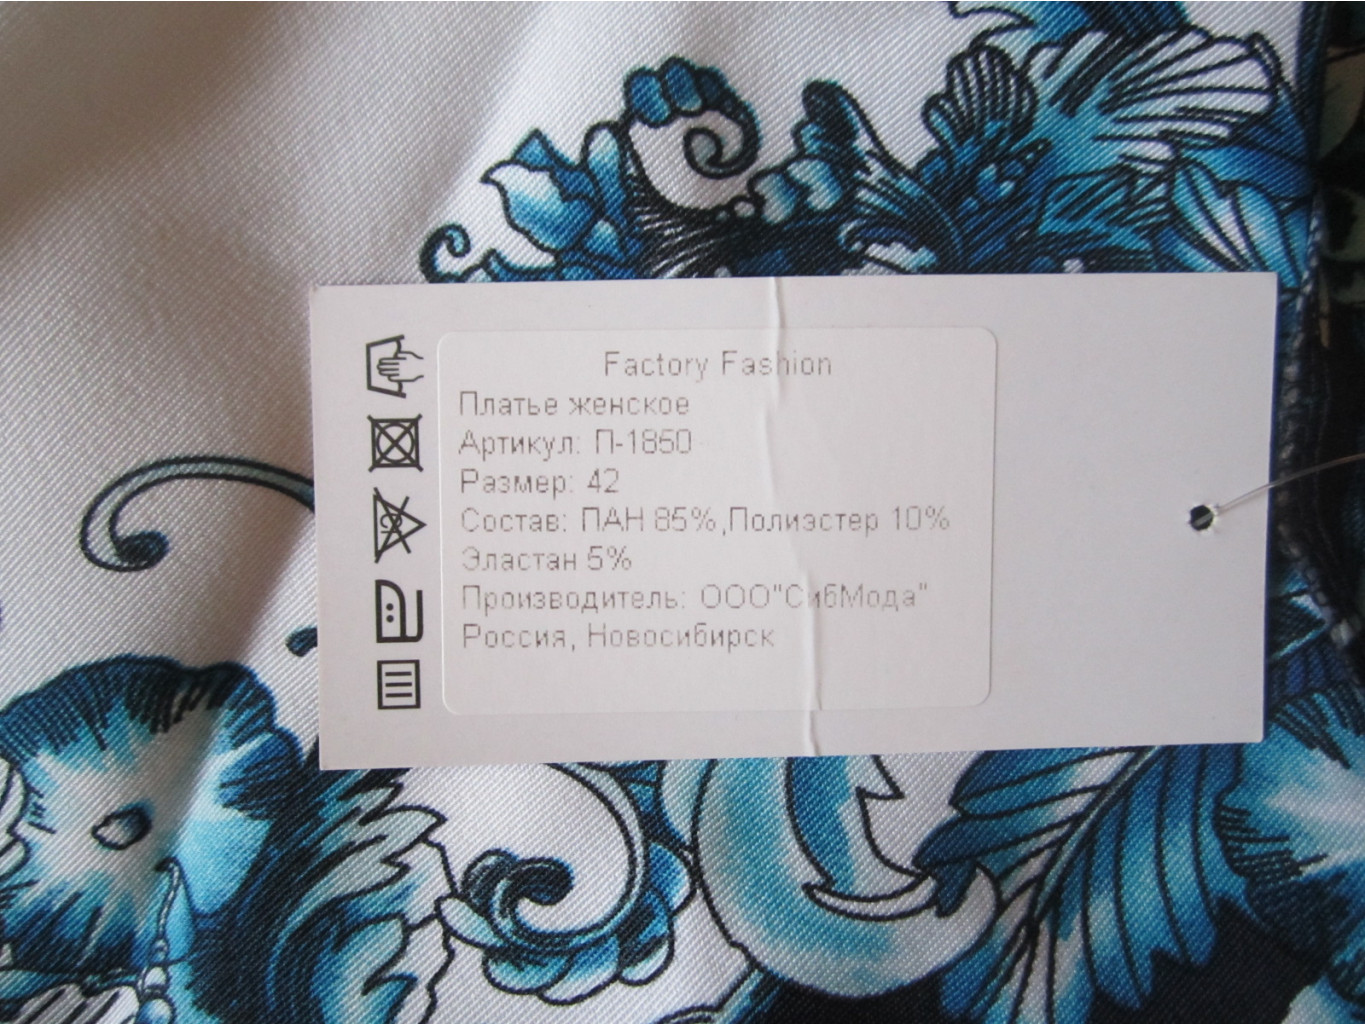 Factory Fashion
Платье женское
Артикул: П-1850
Размер: 42
Состав: ПАН 85%,Полиэстер 10%
Эластан 5%
Производитель: ООО"СибМода"
Россия, Новосибирск